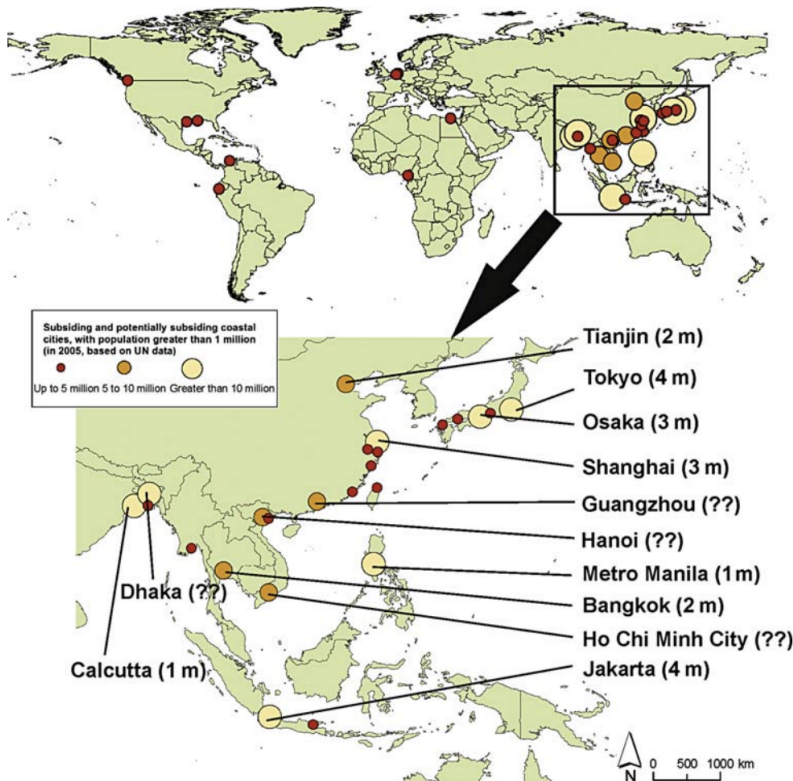 Subsiding and potentially subsiding coastal
cities, with population greater than 1 million
(in 2005, based on UN data)
Up to 5 million 5 to 10 million Greater than 10 million
Tianjin (2 m)
Tokyo (4 m)
Osaka (3 m)
Shanghai (3 m)
Guangzhou (??)
Hanoi (??)
Metro Manila (1 m)
Bangkok (2 m)
Ho Chi Minh City (??)
Jakarta (4 m)
Dhaka (??)
Calcutta (1 m)
N
0 500 1000 km